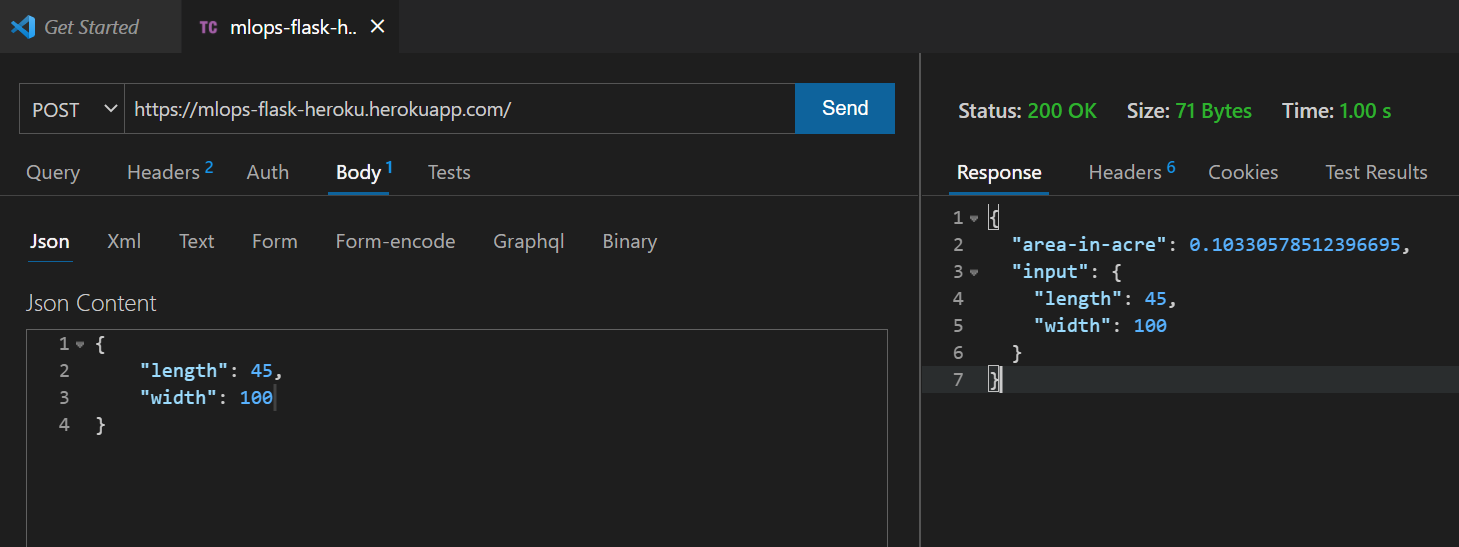 Get Started
TC mlops-flask-h..
POST https://mlops-flask-heroku.herokuapp.com/ Send
Query Headers 2 Auth Body 1 Tests
Json Xml Text Form Form-encode Graphql Binary
Json Content
1 {
2 "length": 45,
3 "width": 100
4 }
Status: 200 OK Size: 71 Bytes Time: 1.00 s
Response Headers 6 Cookies Test Results
1 {
2 "area-in-acre": 0.10330578512396695,
3 "input": {
4 "length": 45,
5 "width": 100
6 }
7 }